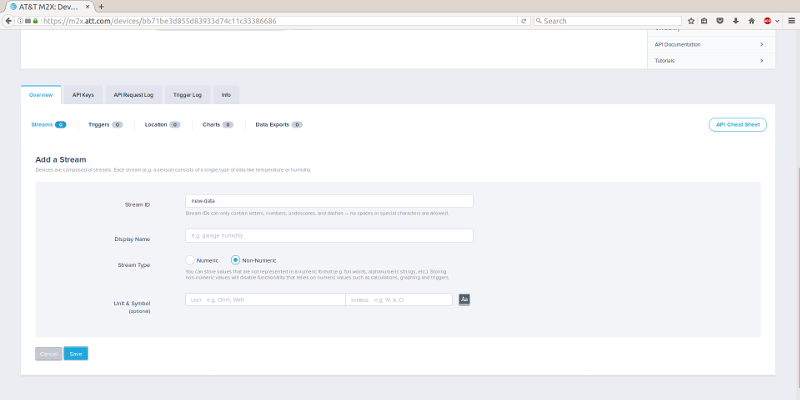 AT&T M2X: Dev...
https://m2x.att.com/devices/bb71be3d855d83933d74c11c33386686
Search
API Documentation
Tutorials
Overview API Keys API Request Log Trigger Log Info
Streams 0 Triggers 0 Location 0 Charts 0 Data Exports 0 API Cheat Sheet
Add a Stream
Devices are composed of streams. Each stream (e.g. a sensor) consists of a single type of data like temperature or humidity.
Stream ID new-data
Stream IDs can only contain letters, numbers, underscores, and dashes — no spaces or special characters are allowed.
Display Name e.g. garage humidity
Stream Type Numeric Non-Numeric
You can store values that are not represented in a numeric format (e.g. full words, alphanumeric strings, etc.). Storing
non-numeric values will disable functionality that relies on numeric values such as calculations, graphing and triggers.
Unit & Symbol UNIT e.g. Ohm, Watt SYMBOL e.g. W, o, O Aa
(optional)
Cancel Save